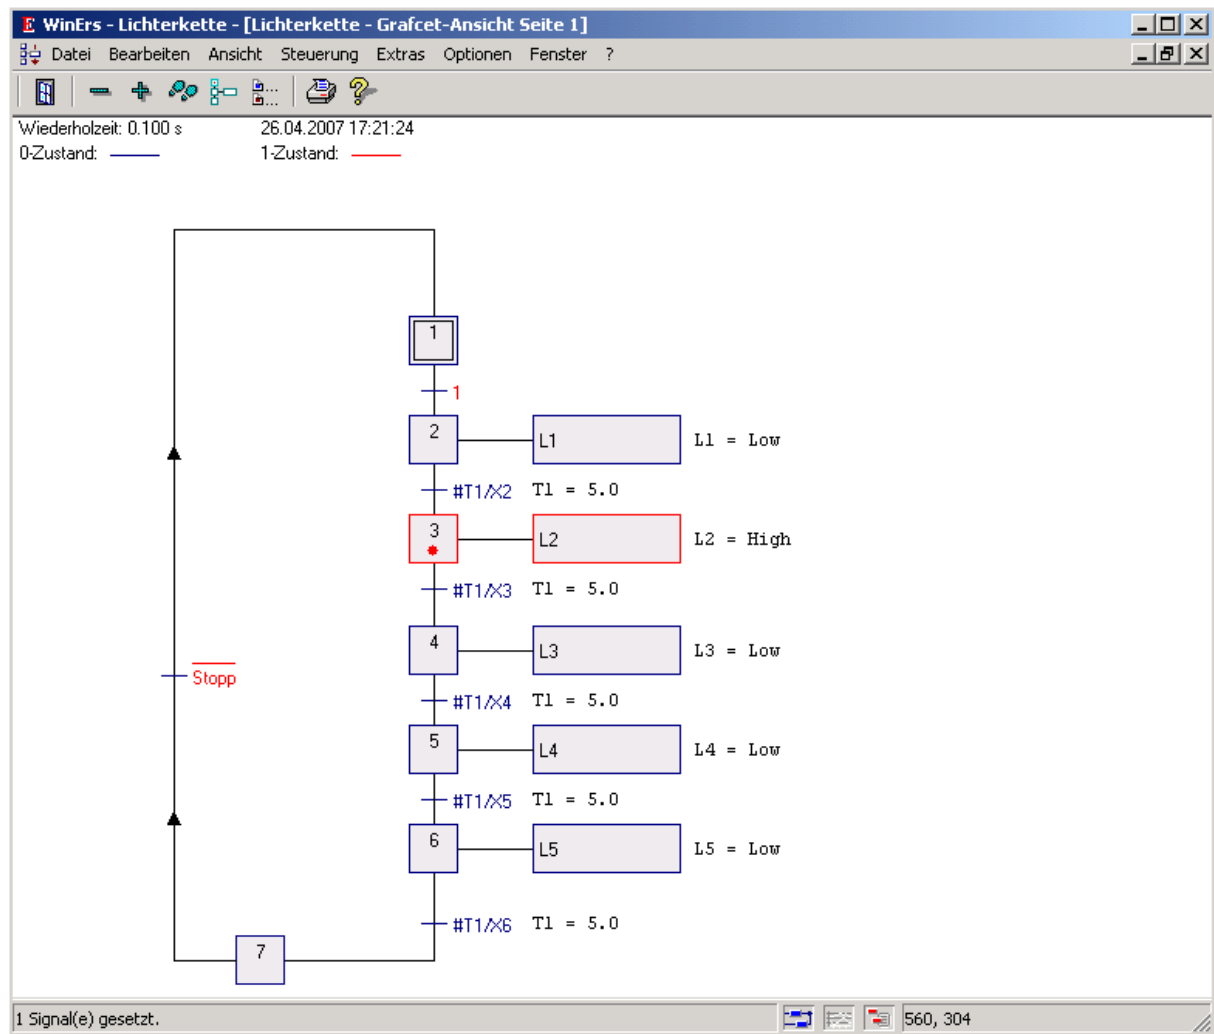 WinErs - Lichterkette - [Lichterkette - Grafcet-Ansicht Seite 1]
Datei Bearbeiten Ansicht Steuerung Extras Optionen Fenster ?
Wiederholzeit: 0.100 s 26.04.2007 17:21:24
0-Zustand: 1-Zustand:
1
1
2 L1 L1 = Low
#T1/X2 T1 = 5.0
3 L2 L2 = High
#T1/X3 T1 = 5.0
4 L3 L3 = Low
Stopp
#T1/X4 T1 = 5.0
5 L4 L4 = Low
#T1/X5 T1 = 5.0
6 L5 L5 = Low
#T1/X6 T1 = 5.0
7
1 Signal(e) gesetzt. 560, 304